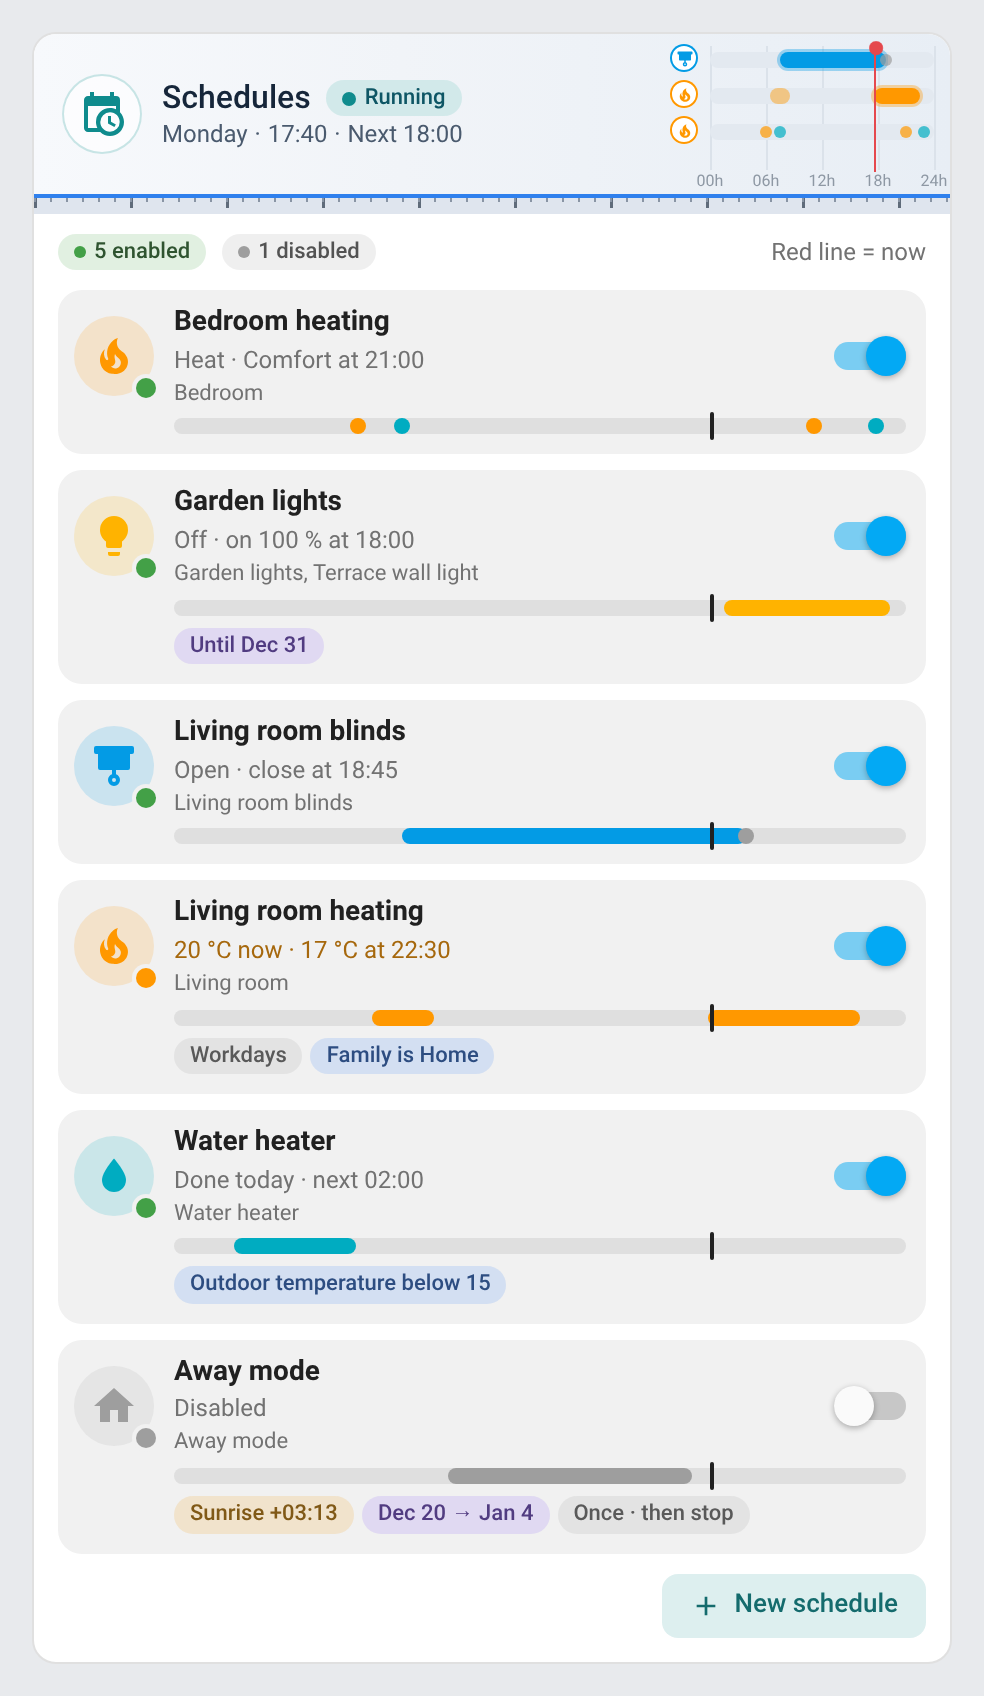 Schedules
Running
Monday · 17:40 · Next 18:00
00h 06h 12h 18h 24h
5 enabled
1 disabled
Red line = now
Bedroom heating
Heat · Comfort at 21:00
Bedroom
Garden lights
Off · on 100 % at 18:00
Garden lights, Terrace wall light
Until Dec 31
Living room blinds
Open · close at 18:45
Living room blinds
Living room heating
20 °C now · 17 °C at 22:30
Living room
Workdays
Family is Home
Water heater
Done today · next 02:00
Water heater
Outdoor temperature below 15
Away mode
Disabled
Away mode
Sunrise +03:13
Dec 20 → Jan 4
Once · then stop
+ New schedule